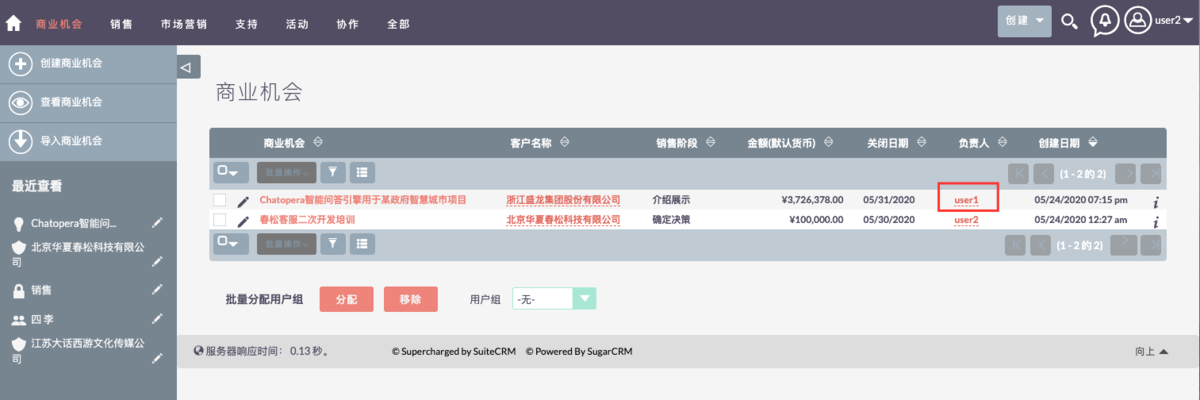 商业机会 销售 市场营销 支持 活动 协作 全部 创建 user2
创建商业机会
查看商业机会
导入商业机会
最近查看
Chatopera智能问...
北京华夏春松科技有限公
司
销售
四 李
江苏大话西游文化传媒公
司
商业机会
商业机会 客户名称 销售阶段 金额(默认货币) 关闭日期 负责人 创建日期
批量操作 (1 - 2 的 2)
Chatopera智能问答引擎用于某政府智慧城市项目 浙江盛龙集团股份有限公司 介绍展示 ¥3,726,378.00 05/31/2020 user1 05/24/2020 07:15 pm
春松客服二次开发培训 北京华夏春松科技有限公司 确定决策 ¥100,000.00 05/30/2020 user2 05/24/2020 12:27 am
批量操作 (1 - 2 的 2)
批量分配用户组 分配 移除 用户组 -无-
服务器响应时间： 0.13 秒。 © Supercharged by SuiteCRM © Powered By SugarCRM 向上